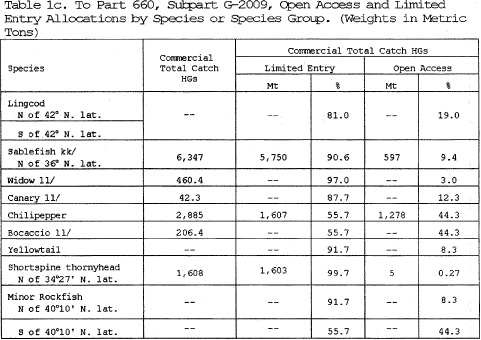 Table 1c. To Part 660, Subpart G-2009, Open Access and Limited
Entry Allocations by Species or Species Group. (Weights in Metric
Tons)
Species
Commercial
Total Catch
HGs
Commercial Total Catch HGs
Limited Entry
Open Access
Mt
%
Mt
%
Lingcod
N of 42° N. lat.
S of 42° N. lat.
-- -- 81.0 -- 19.0
Sablefish kk/
N of 36° N. lat.
6,347 5,750 90.6 597 9.4
Widow ll/ 460.4 -- 97.0 -- 3.0
Canary ll/ 42.3 -- 87.7 -- 12.3
Chilipepper 2,885 1,607 55.7 1,278 44.3
Bocaccio ll/ 206.4 -- 55.7 -- 44.3
Yellowtail -- -- 91.7 -- 8.3
Shortspine thornyhead
N of 34°27' N. lat.
1,608 1,603 99.7 5 0.27
Minor Rockfish
N of 40°10' N. lat.
-- -- 91.7 -- 8.3
S of 40°10' N. lat. -- -- 55.7 -- 44.3